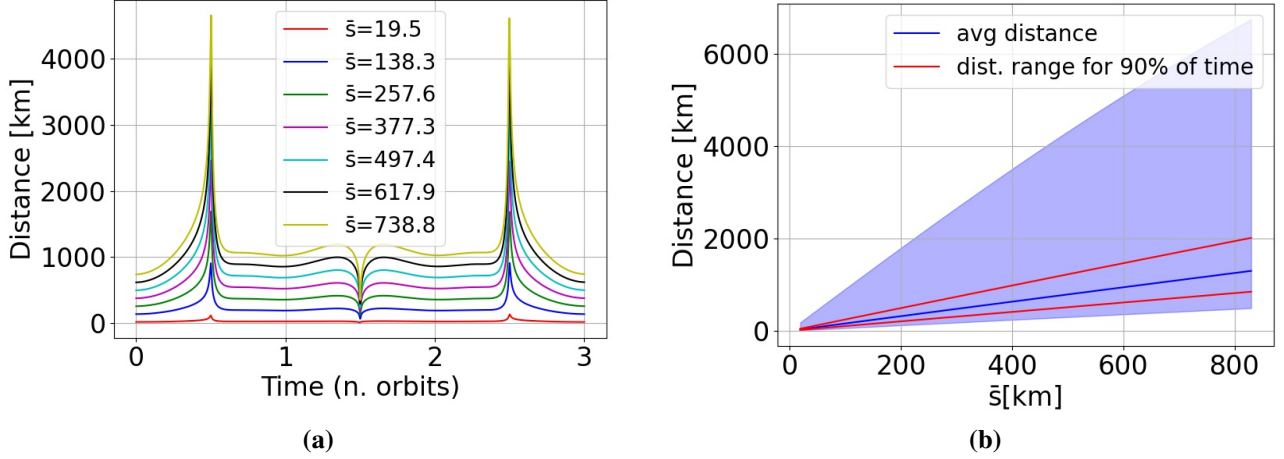 s̄=19.5
s̄=138.3
s̄=257.6
s̄=377.3
s̄=497.4
s̄=617.9
s̄=738.8
Distance [km]
4000
3000
2000
1000
0
0
1
2
3
Time (n. orbits)
(a)
avg distance
dist. range for 90% of time
Distance [km]
6000
4000
2000
0
0
200
400
600
800
s̄[km]
(b)